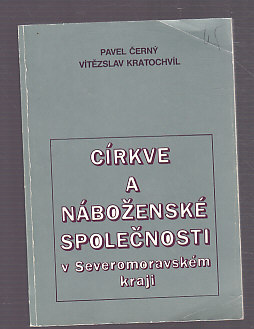 PAVEL ČERNÝ
VÍTĚZSLAV KRATOCHVÍL
CÍRKVE
A
NÁBOŽENSKÉ
SPOLEČNOSTI
v Severomoravském
kraji